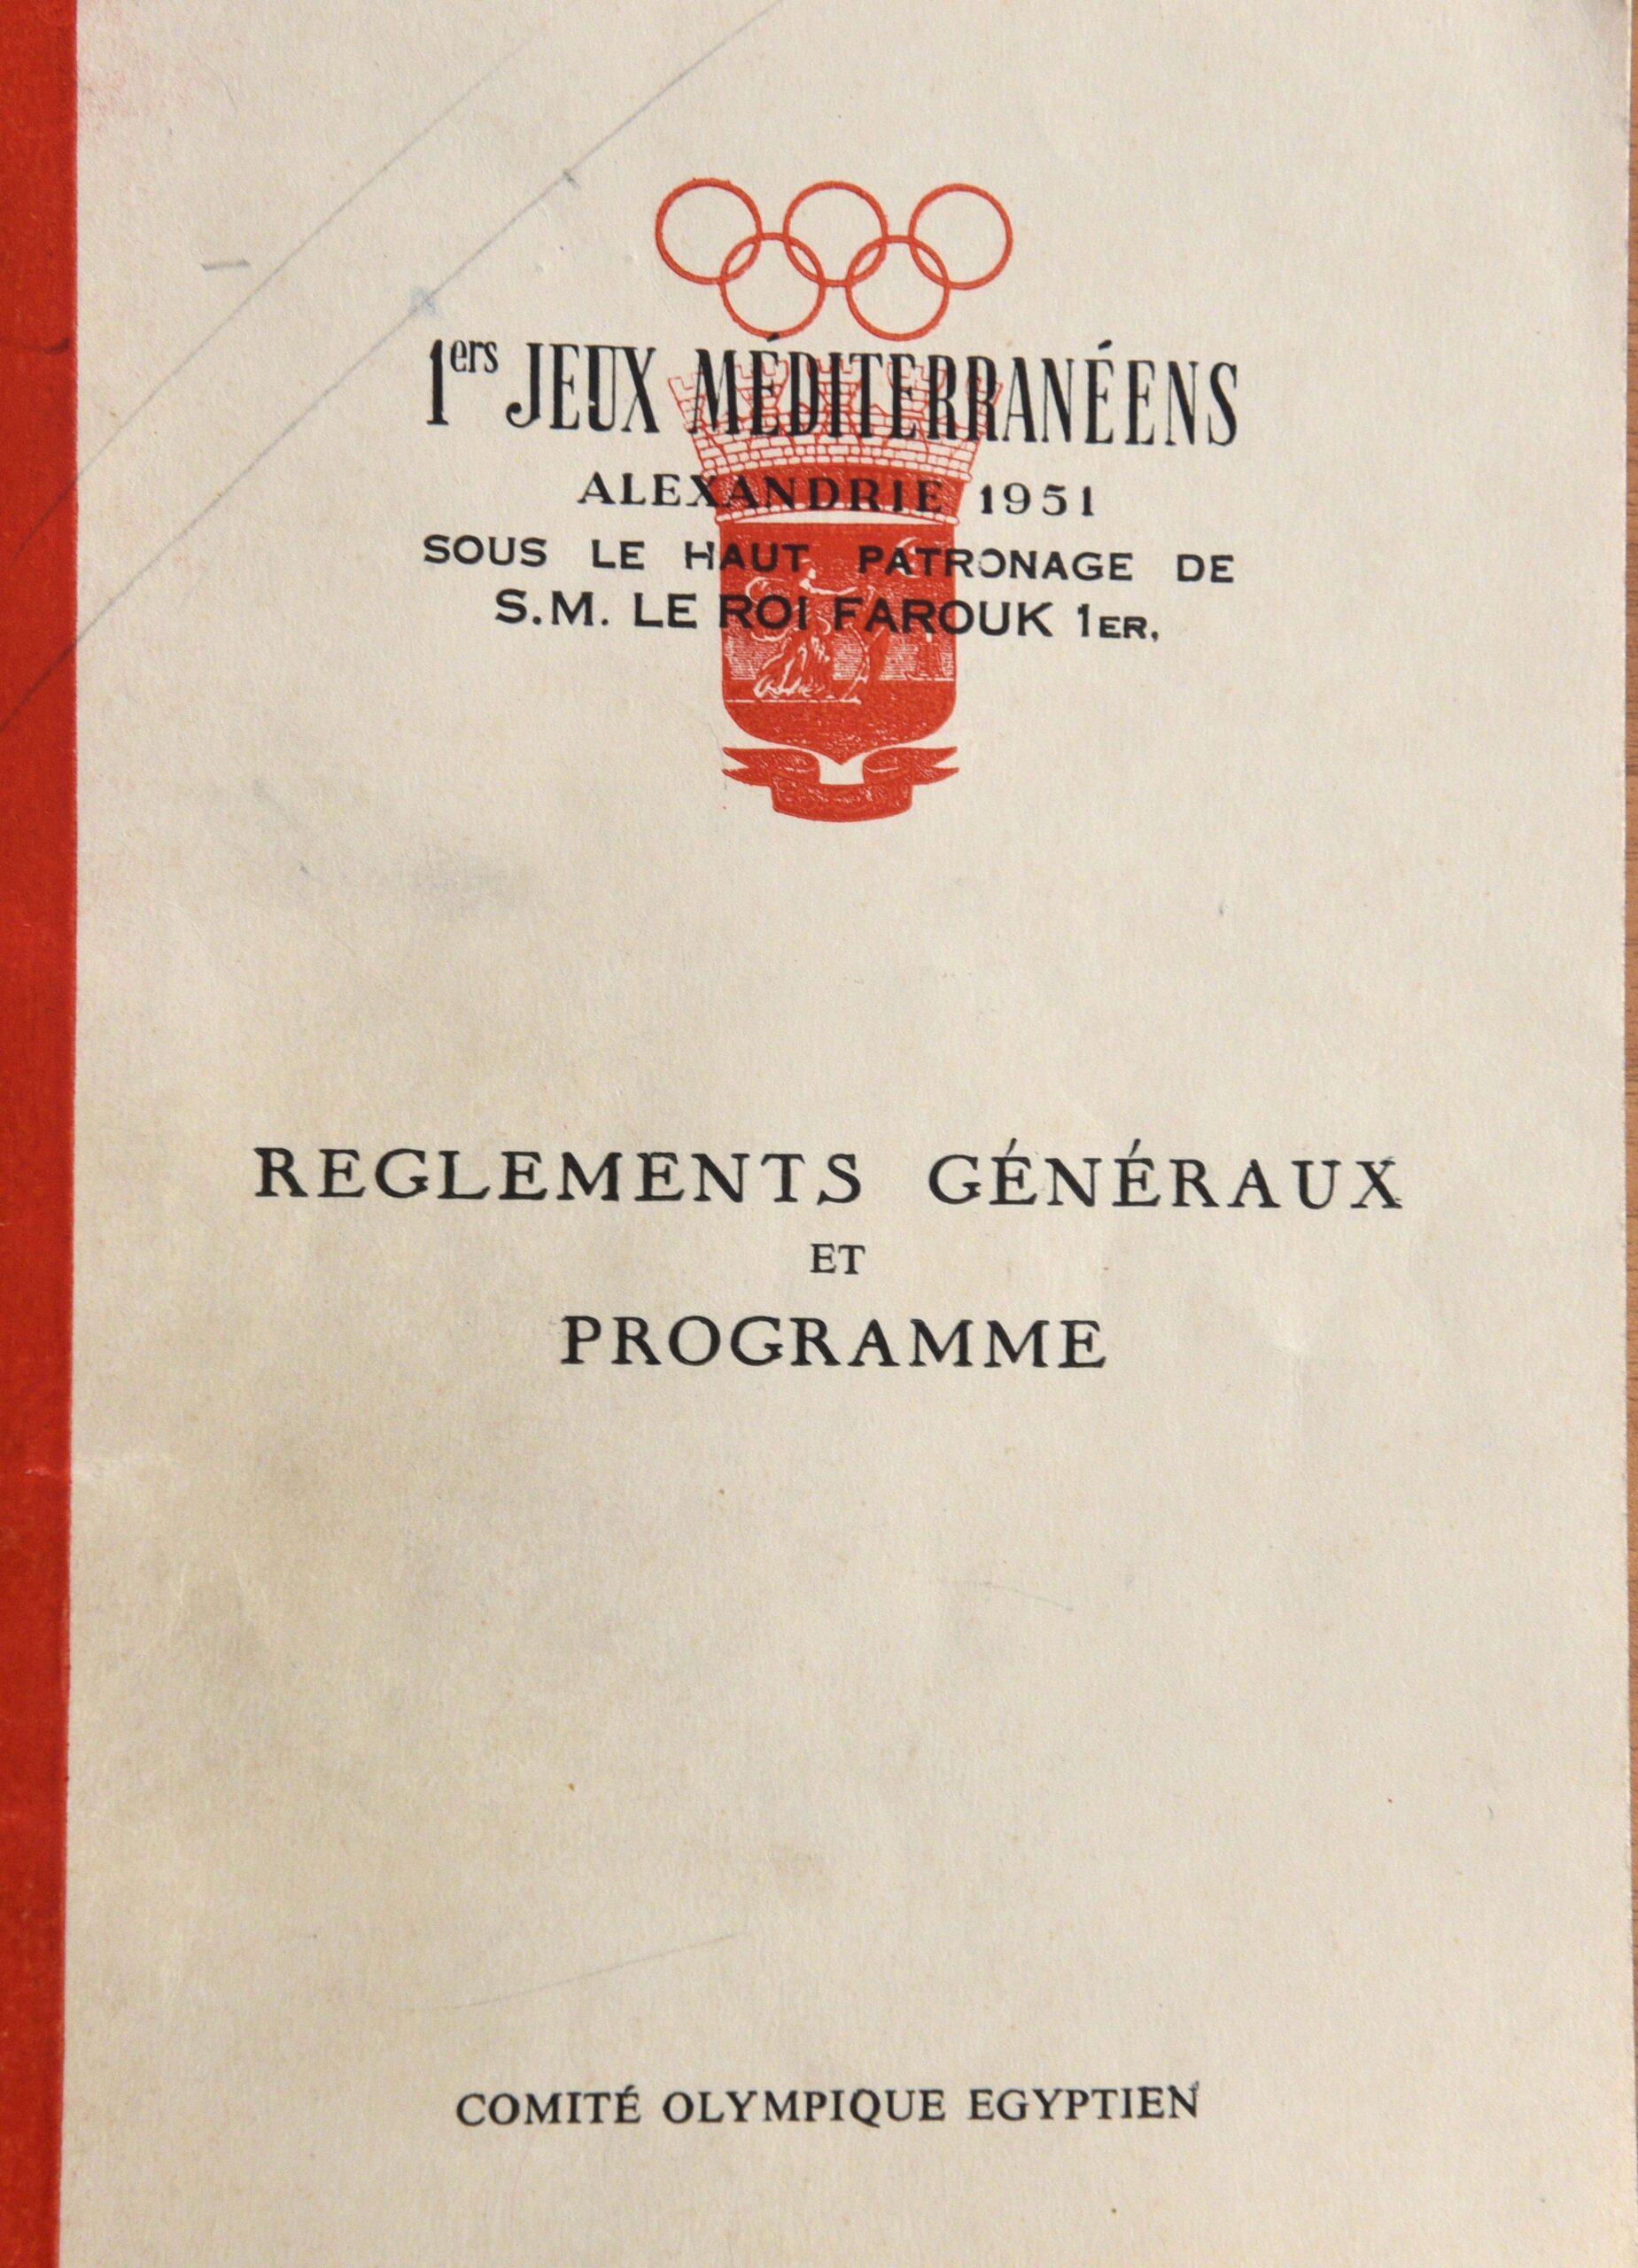 1ers JEUX MÉDITERRANÉENS
ALEXANDRIE 1951
SOUS LE HAUT PATRONAGE DE
S.M. LE ROI FAROUK 1ER.
REGLEMENTS GÉNÉRAUX
ET
PROGRAMME
COMITÉ OLYMPIQUE EGYPTIEN